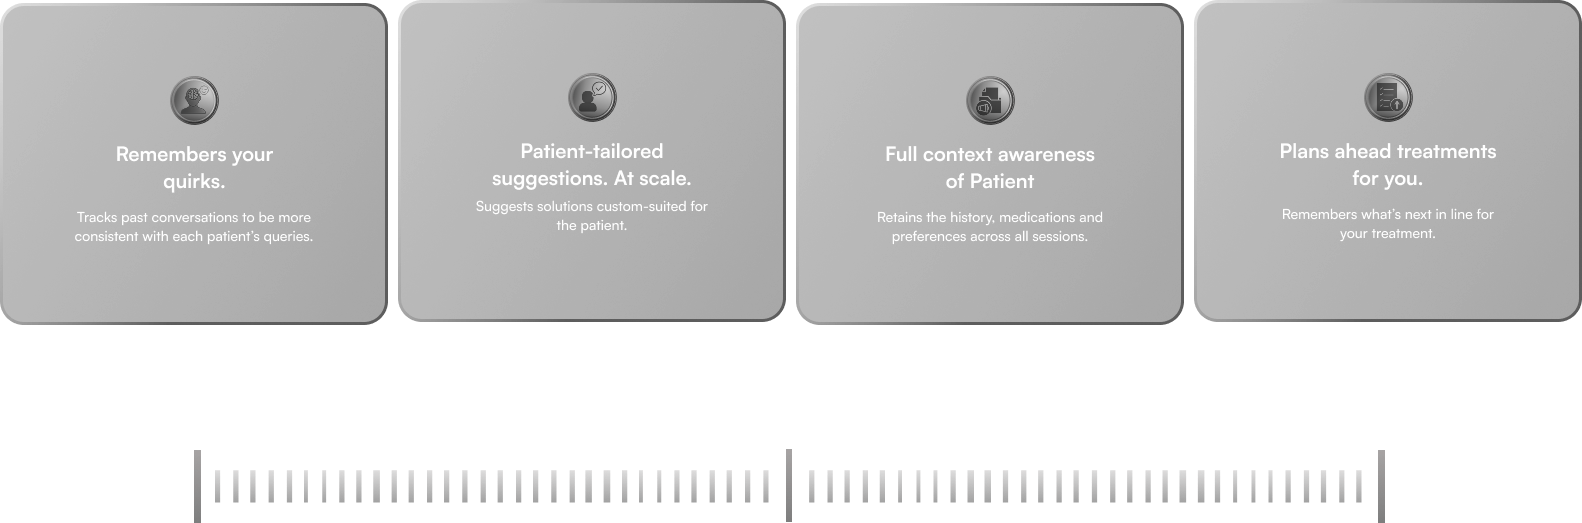 Remembers your
quirks.
Tracks past conversations to be more
consistent with each patient’s queries.
Patient-tailored
suggestions. At scale.
Suggests solutions custom-suited for
the patient.
Full context awareness
of Patient
Retains the history, medications and
preferences across all sessions.
Plans ahead treatments
for you.
Remembers what’s next in line for
your treatment.